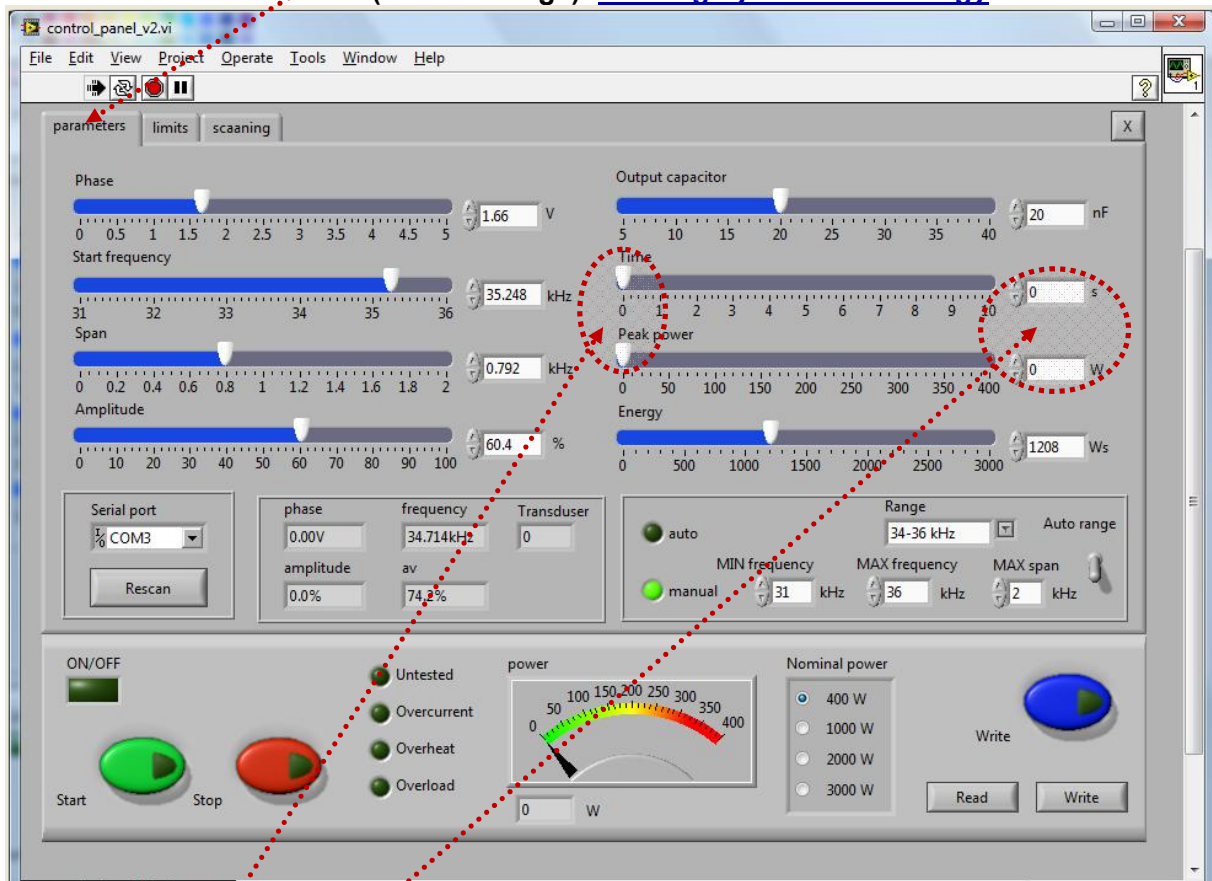 control_panel_v2.vi
File Edit View Project Operate Tools Window Help
parameters limits scaaning X
Phase
0 0.5 1 1.5 2 2.5 3 3.5 4 4.5 5
1.66 V
Output capacitor
5 10 15 20 25 30 35 40
20 nF
Start frequency
31 32 33 34 35 36
35.248 kHz
Time
0 1 2 3 4 5 6 7 8 9 10
0 s
Span
0 0.2 0.4 0.6 0.8 1 1.2 1.4 1.6 1.8 2
0.792 kHz
Peak power
0 50 100 150 200 250 300 350 400
0 W
Amplitude
0 10 20 30 40 50 60 70 80 90 100
60.4 %
Energy
0 500 1000 1500 2000 2500 3000
1208 Ws
Serial port
COM3
Rescan
phase frequency Transduser
0.00V 34.714kHz 0
amplitude av
0.0% 74.2%
auto
Range
34-36 kHz
Auto range
manual
MIN frequency MAX frequency MAX span
31 kHz 36 kHz 2 kHz
ON/OFF
Start Stop
Untested
Overcurrent
Overheat
Overload
power
0 50 100 150 200 250 300 350 400
0 W
Nominal power
400 W
1000 W
2000 W
3000 W
Write
Read Write